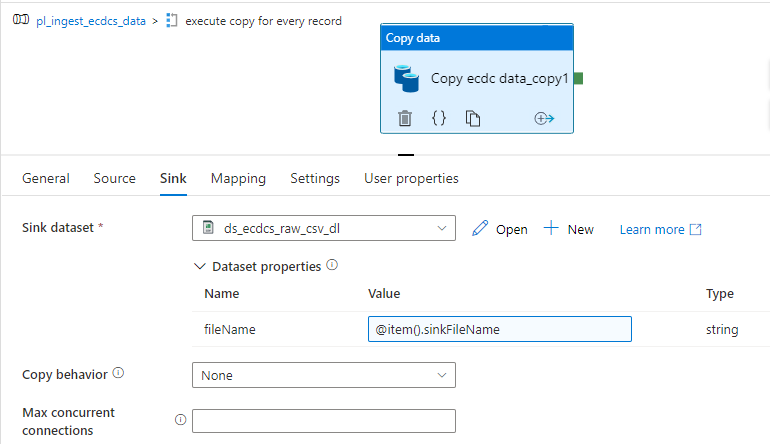 pl_ingest_ecdcs_data > execute copy for every record
Copy data
Copy ecdc data_copy1
General Source Sink Mapping Settings User properties
Sink dataset * ds_ecdcs_raw_csv_dl Open New Learn more
Dataset properties
Name Value Type
fileName @item().sinkFileName string
Copy behavior None
Max concurrent
connections